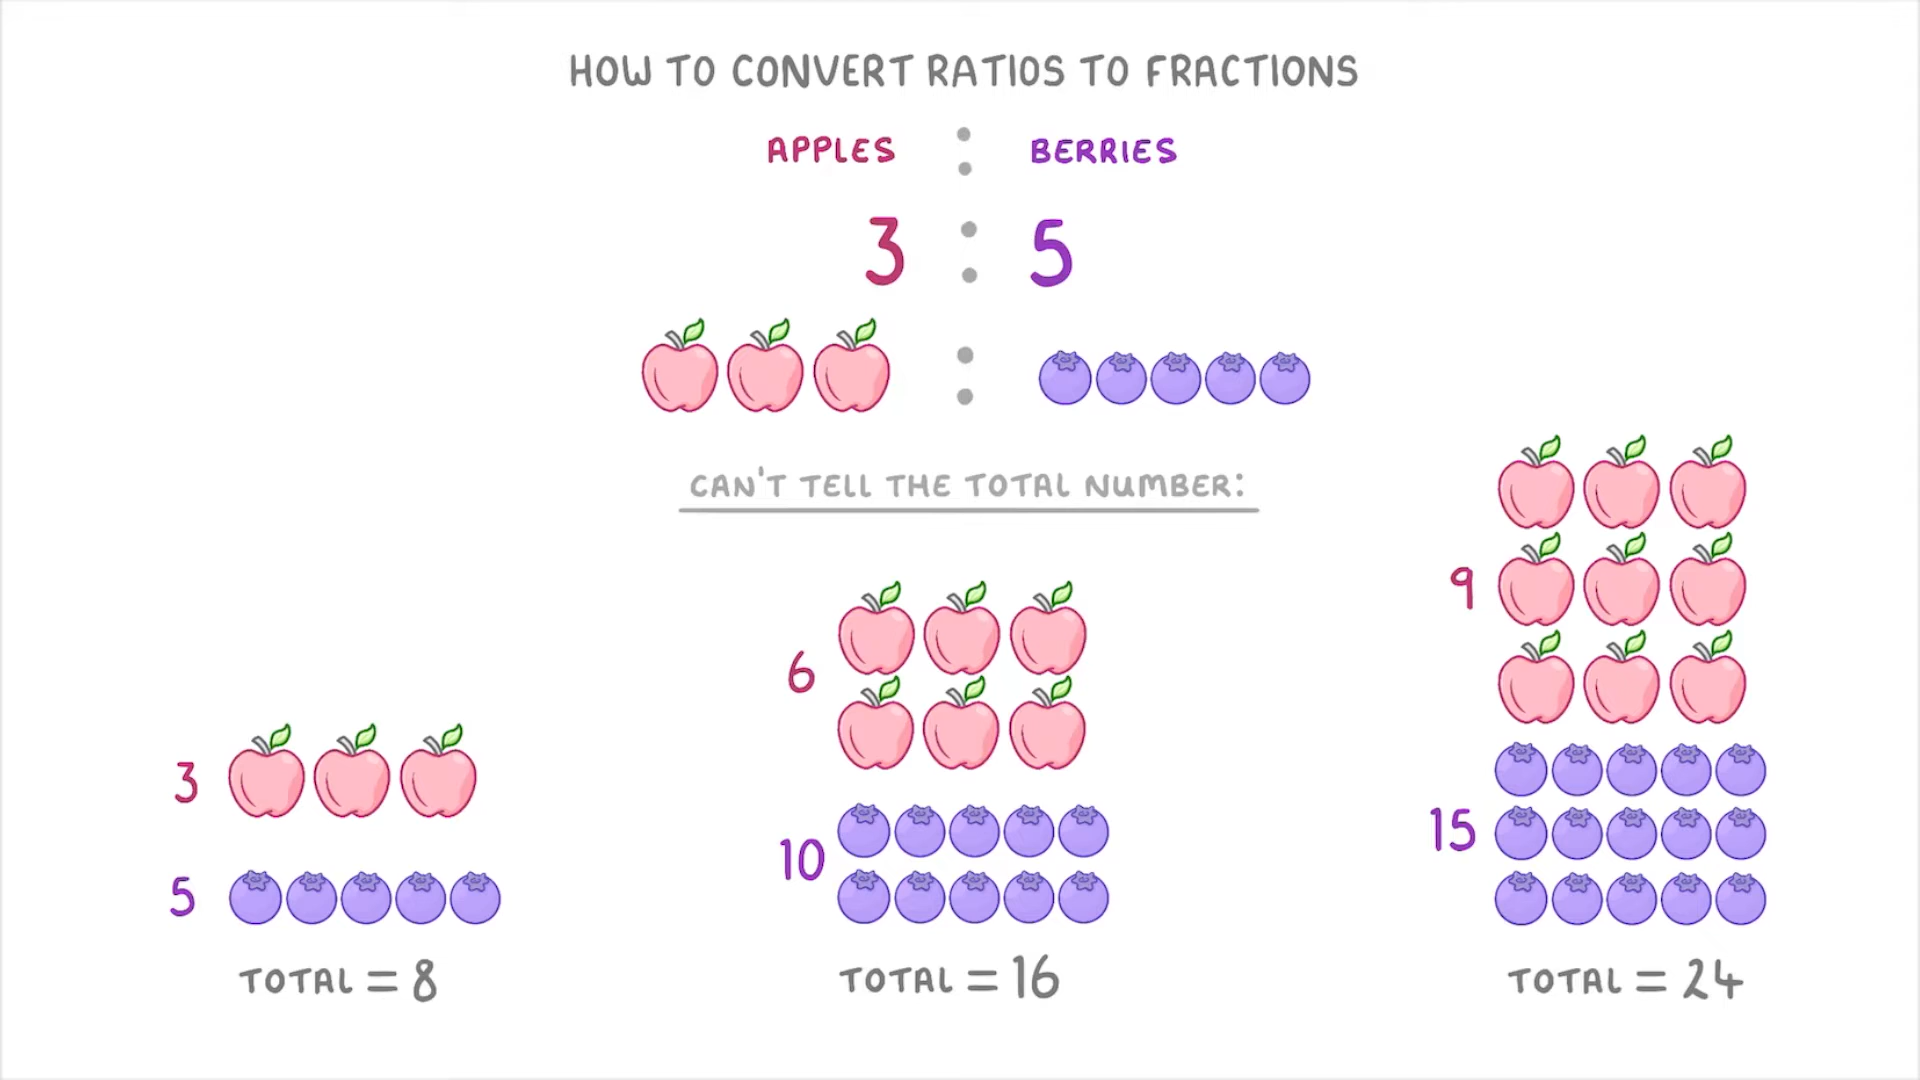 HOW TO CONVERT RATIOS TO FRACTIONS
APPLES : BERRIES
3 : 5
:
CAN'T TELL THE TOTAL NUMBER:
3
5
TOTAL = 8
6
10
TOTAL = 16
9
15
TOTAL = 24